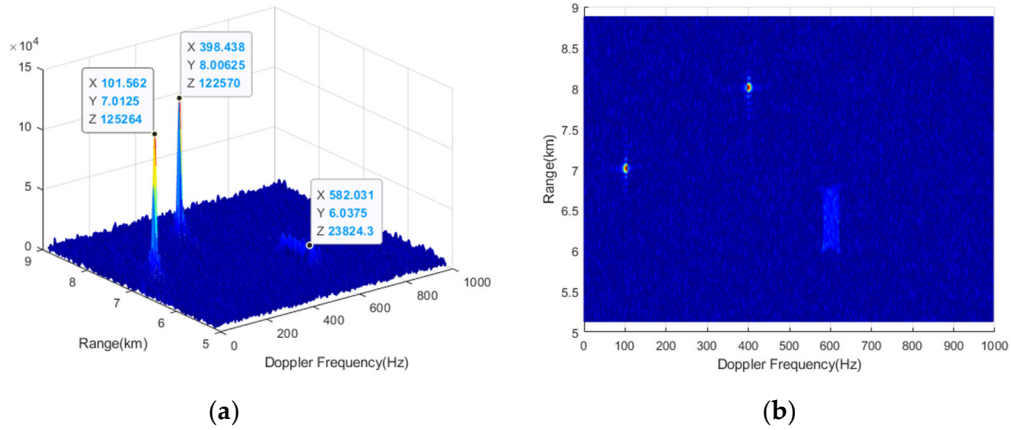 ×10⁴
15
10
5
0
X 101.562
Y 7.0125
Z 125264
X 398.438
Y 8.00625
Z 122570
X 582.031
Y 6.0375
Z 23824.3
9
8
7
6
5
Range(km)
0
200
400
600
800
1000
Doppler Frequency(Hz)
(a)
9
8.5
8
7.5
7
6.5
6
5.5
5
Range(km)
0 100 200 300 400 500 600 700 800 900 1000
Doppler Frequency(Hz)
(b)